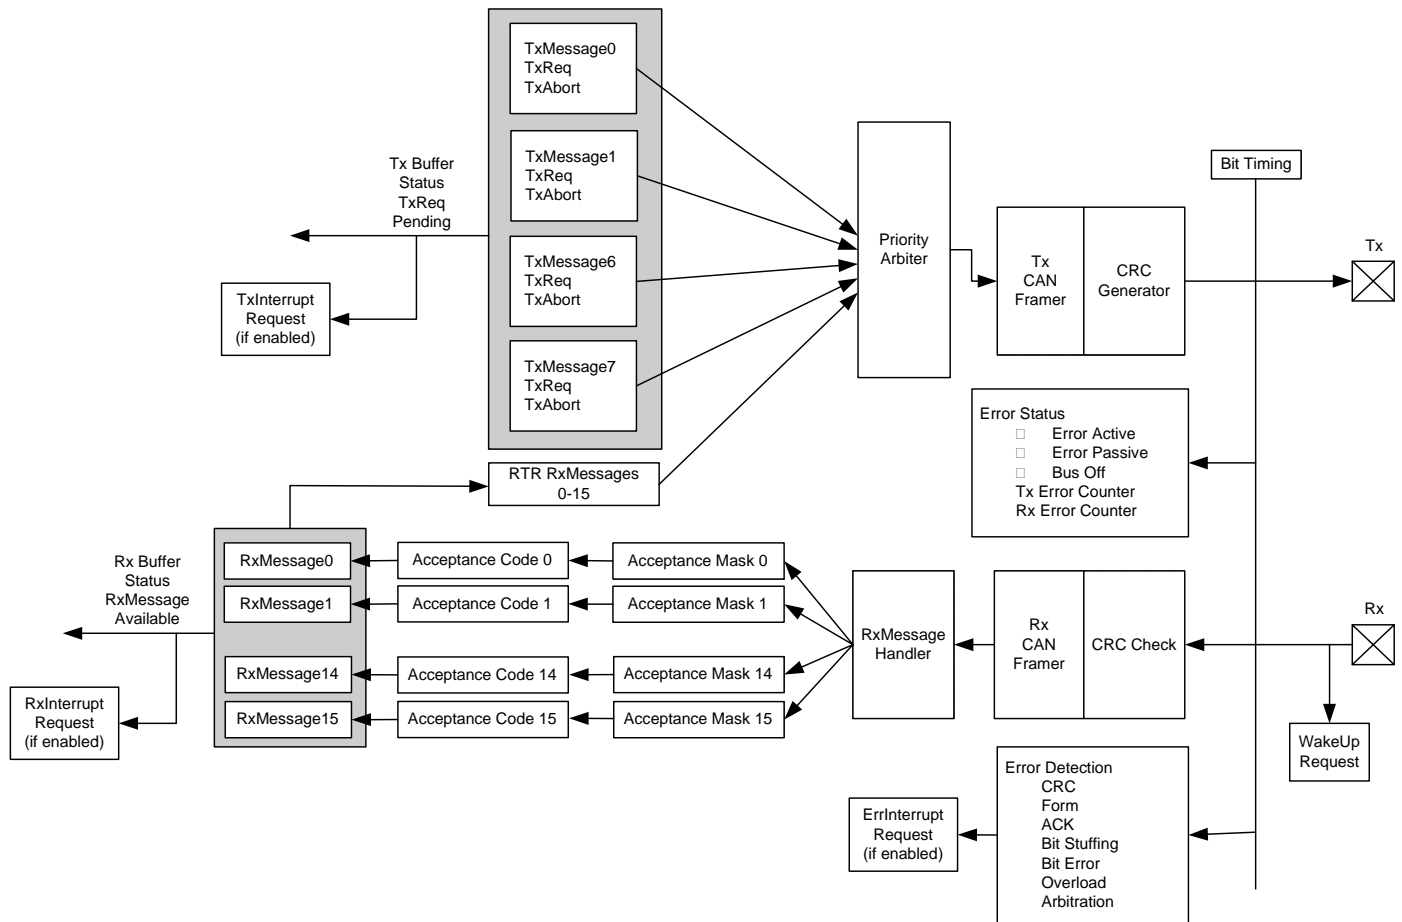 TxMessage0
TxReq
TxAbort
TxMessage1
TxReq
TxAbort
TxMessage6
TxReq
TxAbort
TxMessage7
TxReq
TxAbort
Tx Buffer
Status
TxReq
Pending
TxInterrupt
Request
(if enabled)
Priority
Arbiter
Tx
CAN
Framer
CRC
Generator
Bit Timing
Tx
Error Status
Error Active
Error Passive
Bus Off
Tx Error Counter
Rx Error Counter
RTR RxMessages
0-15
Rx Buffer
Status
RxMessage
Available
RxInterrupt
Request
(if enabled)
RxMessage0
Acceptance Code 0
Acceptance Mask 0
RxMessage1
Acceptance Code 1
Acceptance Mask 1
RxMessage14
Acceptance Code 14
Acceptance Mask 14
RxMessage15
Acceptance Code 15
Acceptance Mask 15
RxMessage
Handler
Rx
CAN
Framer
CRC Check
Rx
WakeUp
Request
ErrInterrupt
Request
(if enabled)
Error Detection
CRC
Form
ACK
Bit Stuffing
Bit Error
Overload
Arbitration